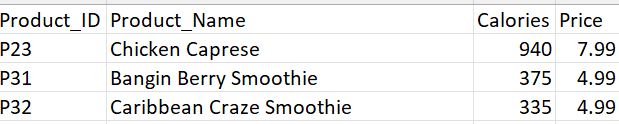 Product_ID Product_Name Calories Price
P23 Chicken Caprese 940 7.99
P31 Bangin Berry Smoothie 375 4.99
P32 Caribbean Craze Smoothie 335 4.99